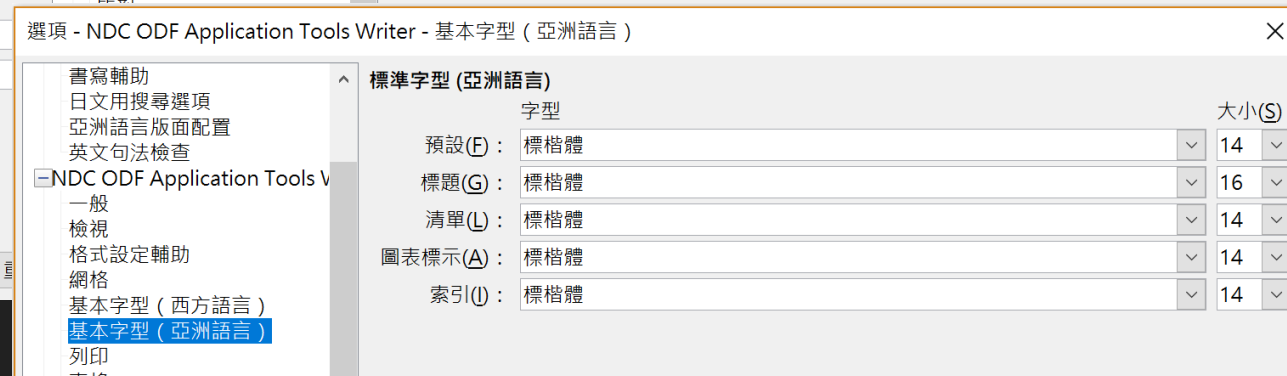 選項 - NDC ODF Application Tools Writer - 基本字型（亞洲語言）
書寫輔助
日文用搜尋選項
亞洲語言版面配置
英文句法檢查
NDC ODF Application Tools W
一般
檢視
格式設定輔助
網格
基本字型（西方語言）
基本字型（亞洲語言）
列印
標準字型 (亞洲語言)
字型 大小(S)
預設(F)： 標楷體 14
標題(G)： 標楷體 16
清單(L)： 標楷體 14
圖表標示(A)： 標楷體 14
索引(I)： 標楷體 14